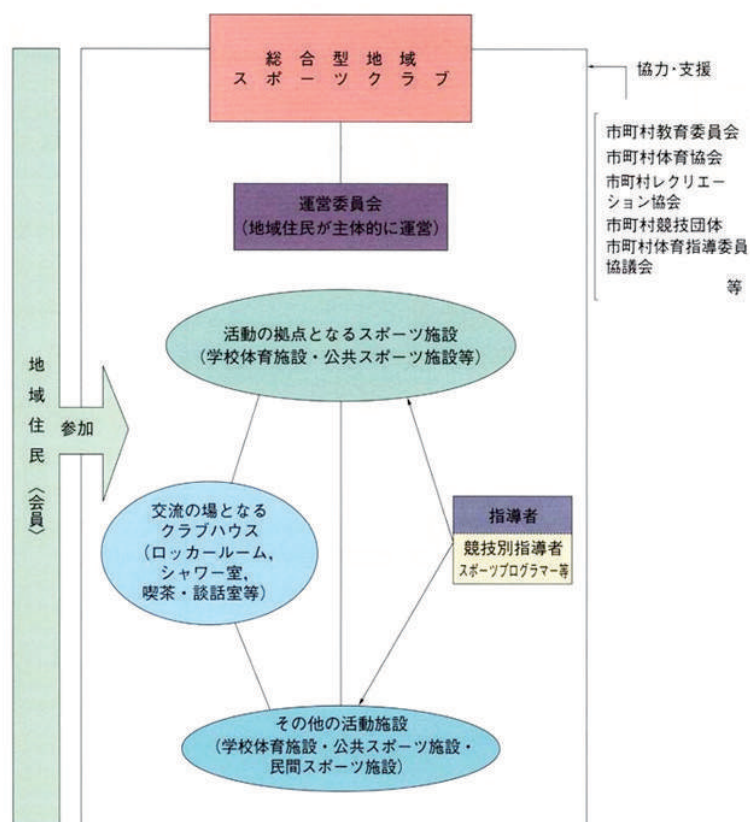 総合型地域
スポーツクラブ
協力・支援
運営委員会
(地域住民が主体的に運営)
市町村教育委員会
市町村体育協会
市町村レクリエー
ション協会
市町村競技団体
市町村体育指導委員
協議会
等
地域住民〈会員〉
参加
活動の拠点となるスポーツ施設
(学校体育施設・公共スポーツ施設等)
交流の場となる
クラブハウス
(ロッカールーム,
シャワー室,
喫茶・談話室等)
指導者
競技別指導者
スポーツプログラマー等
その他の活動施設
(学校体育施設・公共スポーツ施設・
民間スポーツ施設)